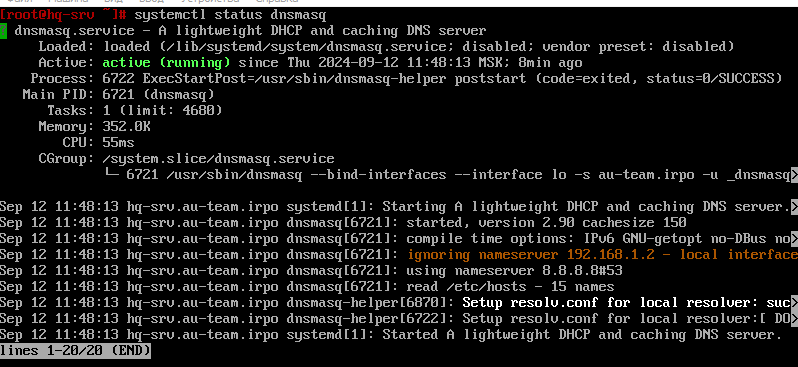 [root@hq-srv ~]# systemctl status dnsmasq
dnsmasq.service - A lightweight DHCP and caching DNS server
Loaded: loaded (/lib/systemd/system/dnsmasq.service; disabled; vendor preset: disabled)
Active: active (running) since Thu 2024-09-12 11:48:13 MSK; 8min ago
Process: 6722 ExecStartPost=/usr/sbin/dnsmasq-helper poststart (code=exited, status=0/SUCCESS)
Main PID: 6721 (dnsmasq)
Tasks: 1 (limit: 4680)
Memory: 352.0K
CPU: 55ms
CGroup: /system.slice/dnsmasq.service
└─ 6721 /usr/sbin/dnsmasq --bind-interfaces --interface lo -s au-team.irpo -u _dnsmasq>
Sep 12 11:48:13 hq-srv.au-team.irpo systemd[1]: Starting A lightweight DHCP and caching DNS server.>
Sep 12 11:48:13 hq-srv.au-team.irpo dnsmasq[6721]: started, version 2.90 cachesize 150
Sep 12 11:48:13 hq-srv.au-team.irpo dnsmasq[6721]: compile time options: IPv6 GNU-getopt no-DBus no>
Sep 12 11:48:13 hq-srv.au-team.irpo dnsmasq[6721]: ignoring nameserver 192.168.1.2 - local interface
Sep 12 11:48:13 hq-srv.au-team.irpo dnsmasq[6721]: using nameserver 8.8.8.8#53
Sep 12 11:48:13 hq-srv.au-team.irpo dnsmasq[6721]: read /etc/hosts - 15 names
Sep 12 11:48:13 hq-srv.au-team.irpo dnsmasq-helper[6870]: Setup resolv.conf for local resolver: suc>
Sep 12 11:48:13 hq-srv.au-team.irpo dnsmasq-helper[6722]: Setup resolv.conf for local resolver:[ DO>
Sep 12 11:48:13 hq-srv.au-team.irpo systemd[1]: Started A lightweight DHCP and caching DNS server.
lines 1-20/20 (END)